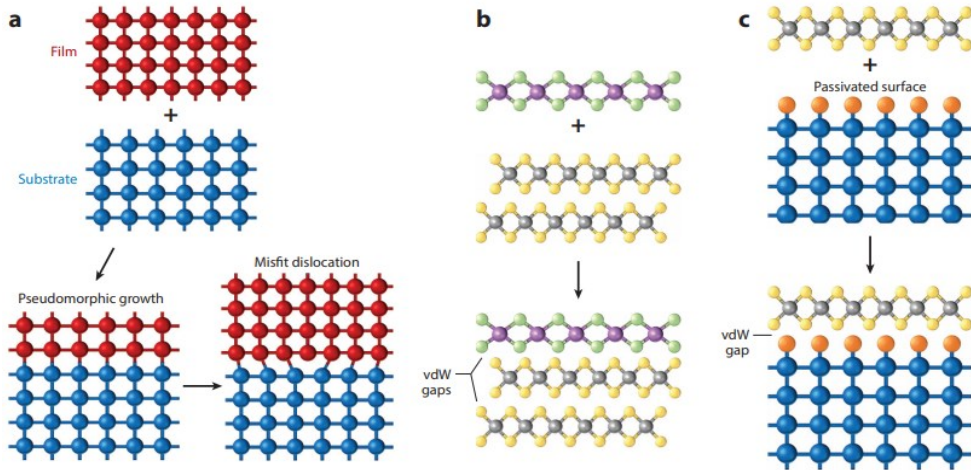 a
Film
+
Substrate
Pseudomorphic growth
Misfit dislocation
b
+
vdW
gaps
c
+
Passivated surface
vdW
gap